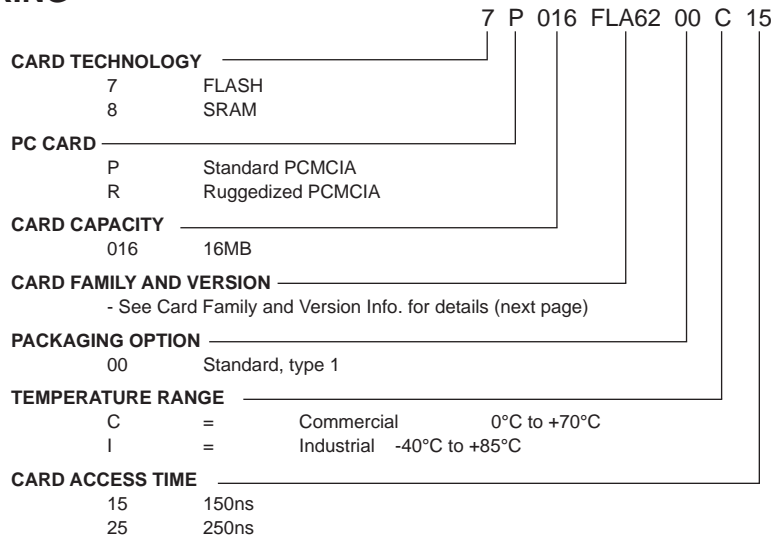 7 P 016 FLA62 00 C 15
CARD TECHNOLOGY
7 FLASH
8 SRAM
PC CARD
P Standard PCMCIA
R Ruggedized PCMCIA
CARD CAPACITY
016 16MB
CARD FAMILY AND VERSION
- See Card Family and Version Info. for details (next page)
PACKAGING OPTION
00 Standard, type 1
TEMPERATURE RANGE
C = Commercial 0°C to +70°C
I = Industrial -40°C to +85°C
CARD ACCESS TIME
15 150ns
25 250ns